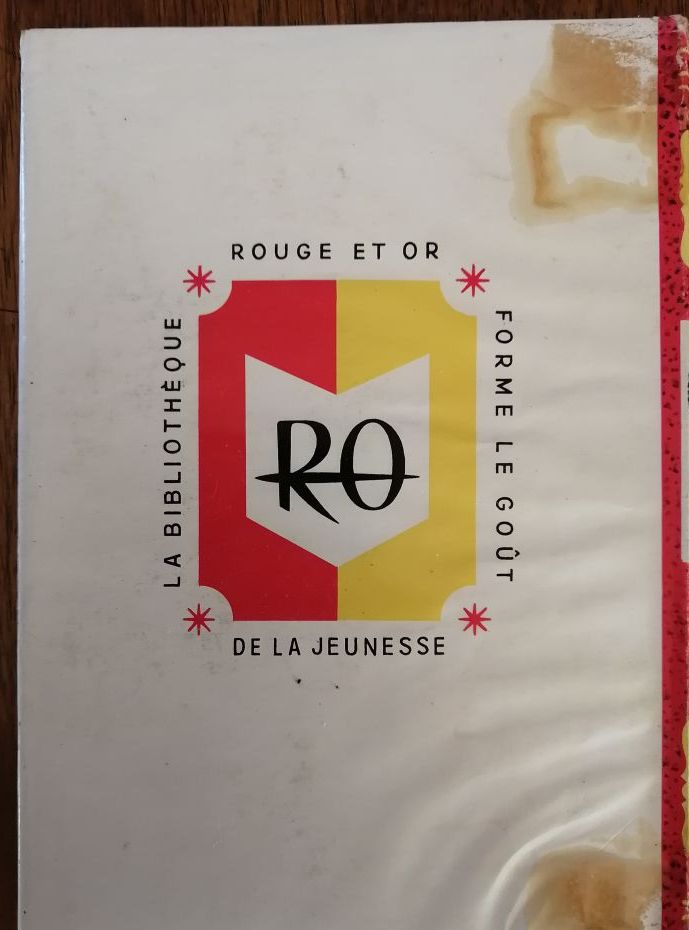 LA BIBLIOTHÈQUE
ROUGE ET OR
FORME LE GOÛT
DE LA JEUNESSE
RO